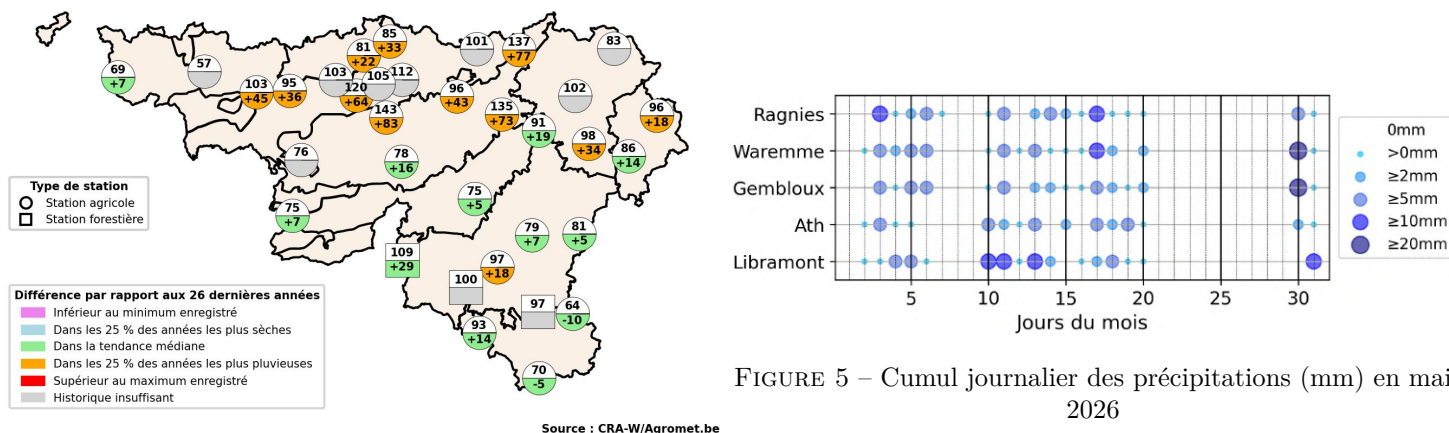 85
+33
101
137
+77
83
81
+22
69
+7
57
103
+45
95
+36
103
120
+64
105
112
143
+83
96
+43
135
+73
102
96
+18
91
+19
98
+34
86
+14
76
78
+16
75
+7
75
+5
79
+7
81
+5
109
+29
97
+18
100
97
64
-10
93
+14
70
-5
Type de station
Station agricole
Station forestière
Différence par rapport aux 26 dernières années
Inférieur au minimum enregistré
Dans les 25 % des années les plus sèches
Dans la tendance médiane
Dans les 25 % des années les plus pluvieuses
Supérieur au maximum enregistré
Historique insuffisant
Source : CRA-W/Agromet.be
Ragnies
Waremme
Gembloux
Ath
Libramont
5 10 15 20 25 30
Jours du mois
0mm
>0mm
≥2mm
≥5mm
≥10mm
≥20mm
FIGURE 5 – Cumul journalier des précipitations (mm) en mai
2026